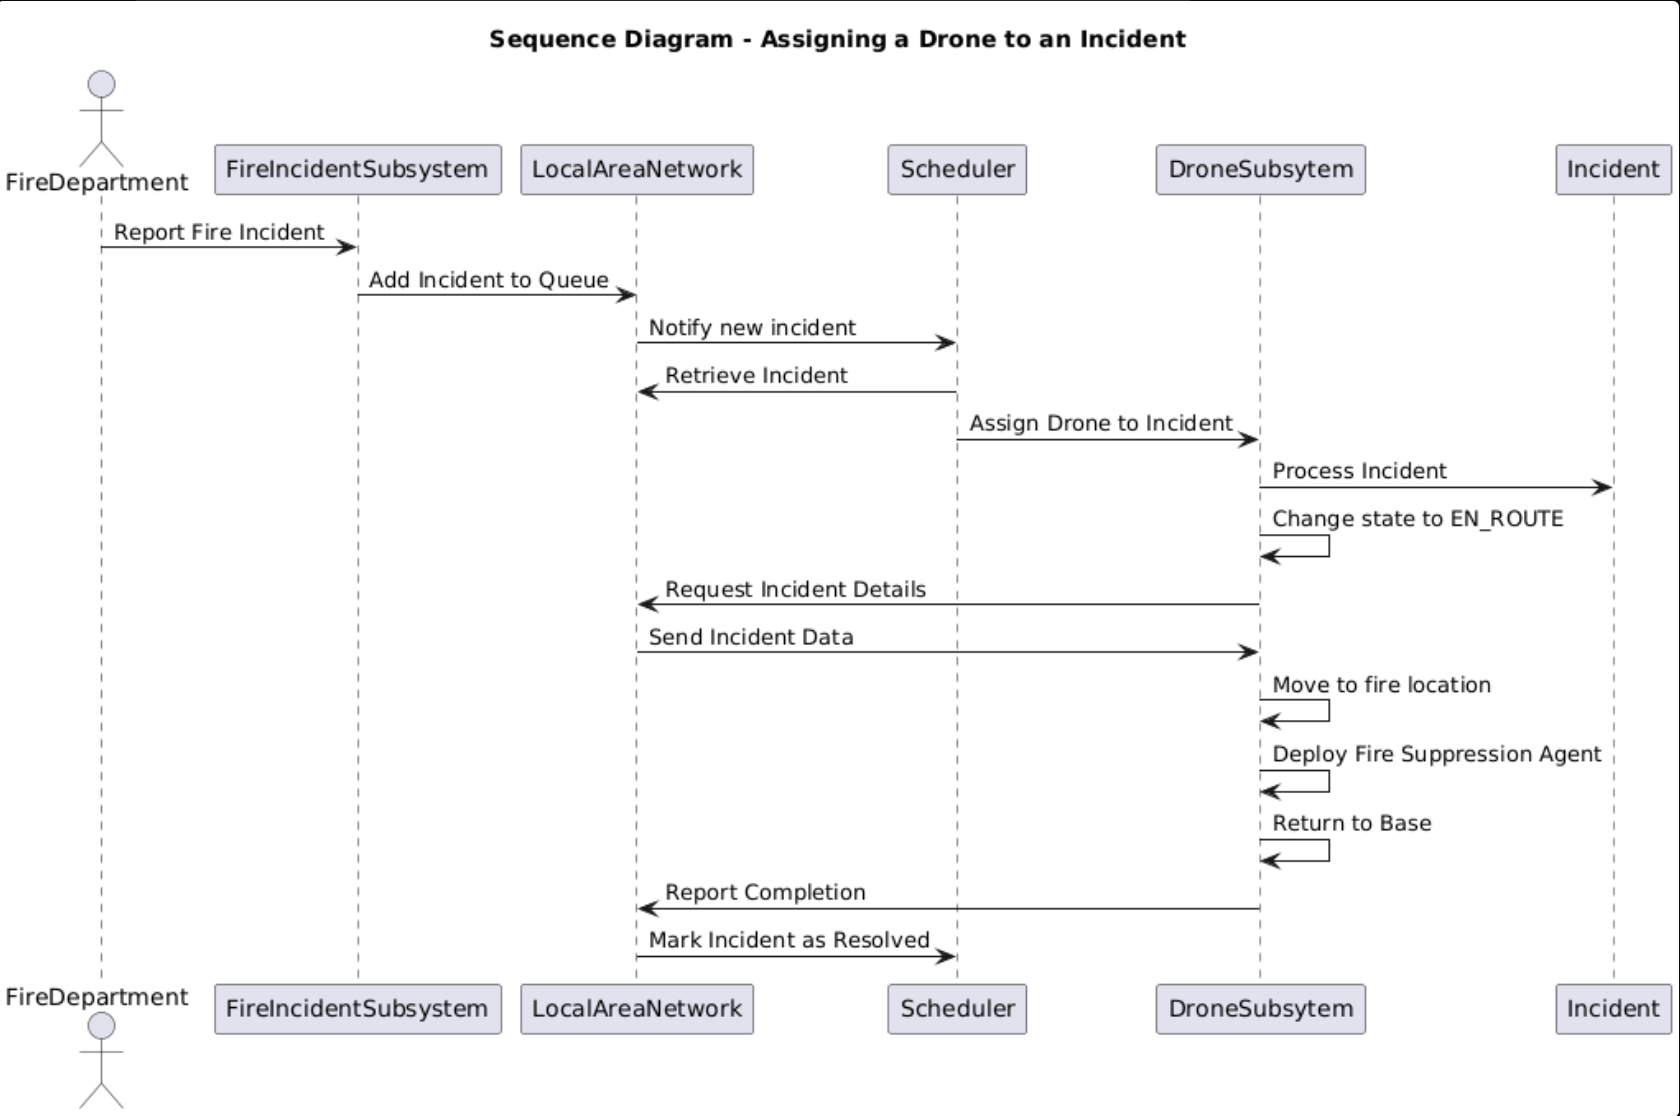 Sequence Diagram - Assigning a Drone to an Incident
FireDepartment
FireIncidentSubsystem
LocalAreaNetwork
Scheduler
DroneSubsytem
Incident
Report Fire Incident
Add Incident to Queue
Notify new incident
Retrieve Incident
Assign Drone to Incident
Process Incident
Change state to EN_ROUTE
Request Incident Details
Send Incident Data
Move to fire location
Deploy Fire Suppression Agent
Return to Base
Report Completion
Mark Incident as Resolved
FireDepartment
FireIncidentSubsystem
LocalAreaNetwork
Scheduler
DroneSubsytem
Incident